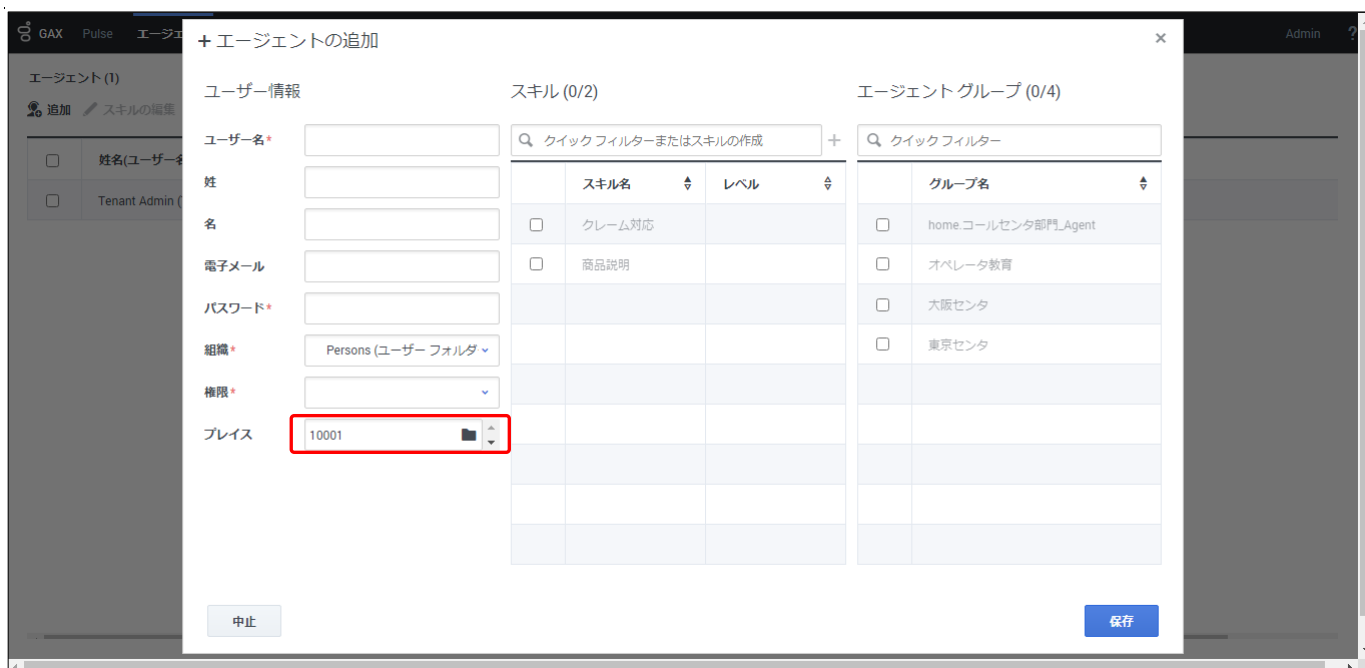 GAX Pulse エージェ Admin ?
エージェント (1)
追加 スキルの編集
姓名(ユーザー名
Tenant Admin (
+ エージェントの追加 ×
ユーザー情報
ユーザー名*
姓
名
電子メール
パスワード*
組織* Persons (ユーザー フォルダ
権限*
プレイス 10001
スキル (0/2)
クイック フィルターまたはスキルの作成 +
スキル名 レベル
クレーム対応
商品説明
エージェント グループ (0/4)
クイック フィルター
グループ名
home.コールセンタ部門_Agent
オペレータ教育
大阪センタ
東京センタ
中止 保存